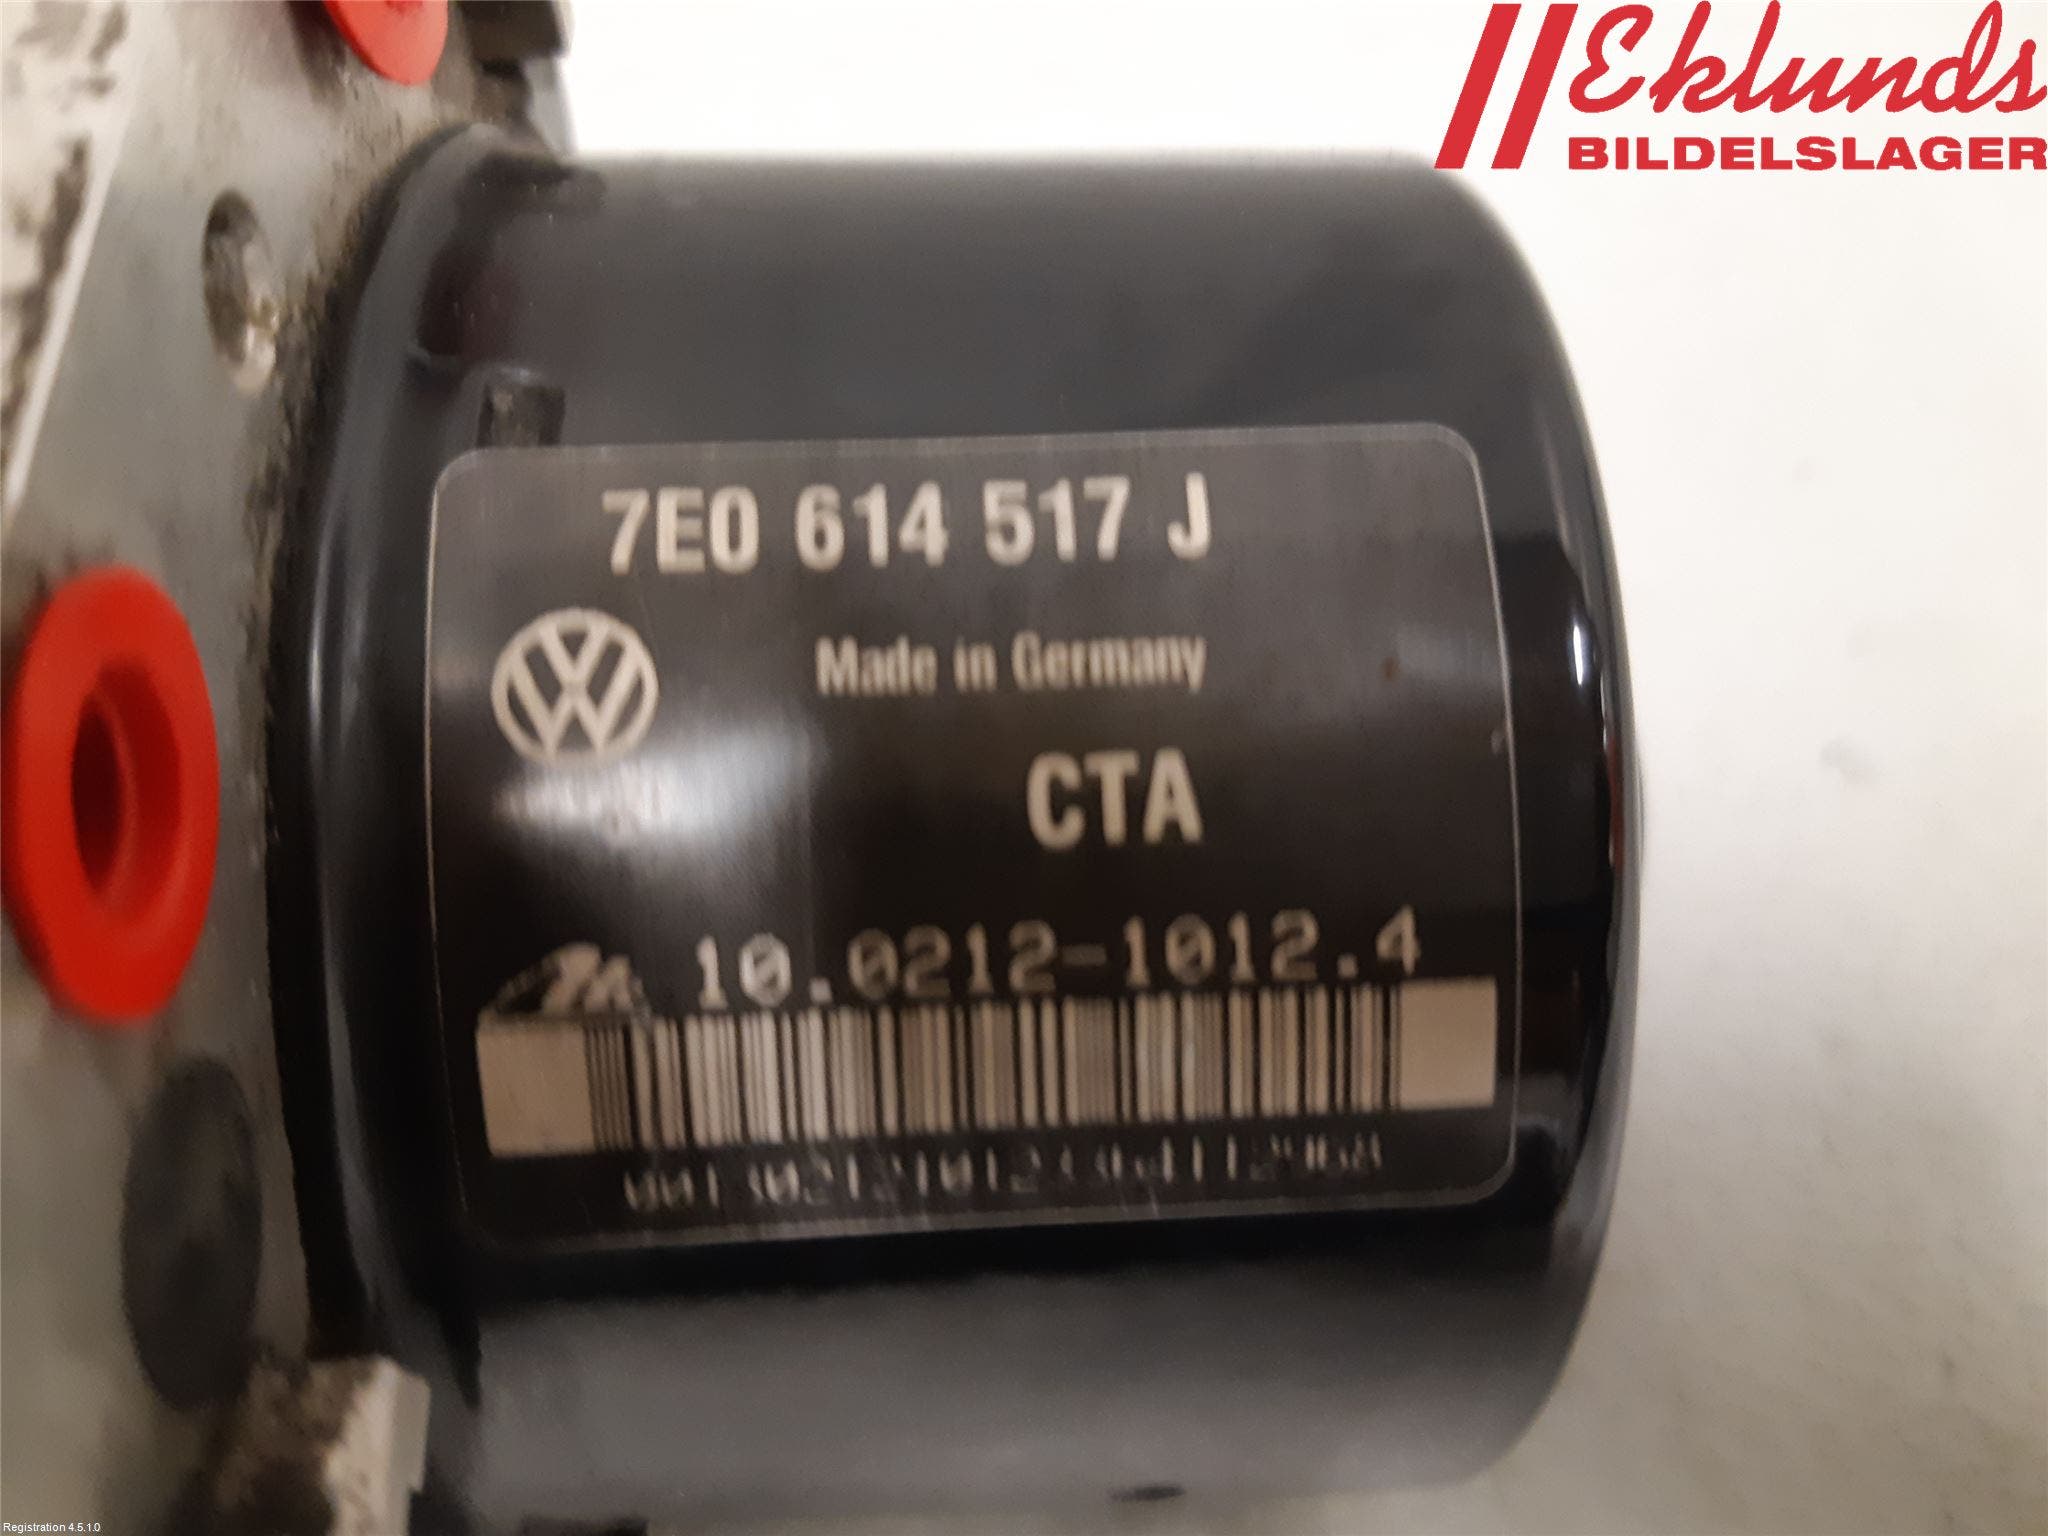 Eklunds
BILDELSLAGER
7E0 614 517 J
Made in Germany
CTA
10.0212-1012.4
Registration 4.5.1.0